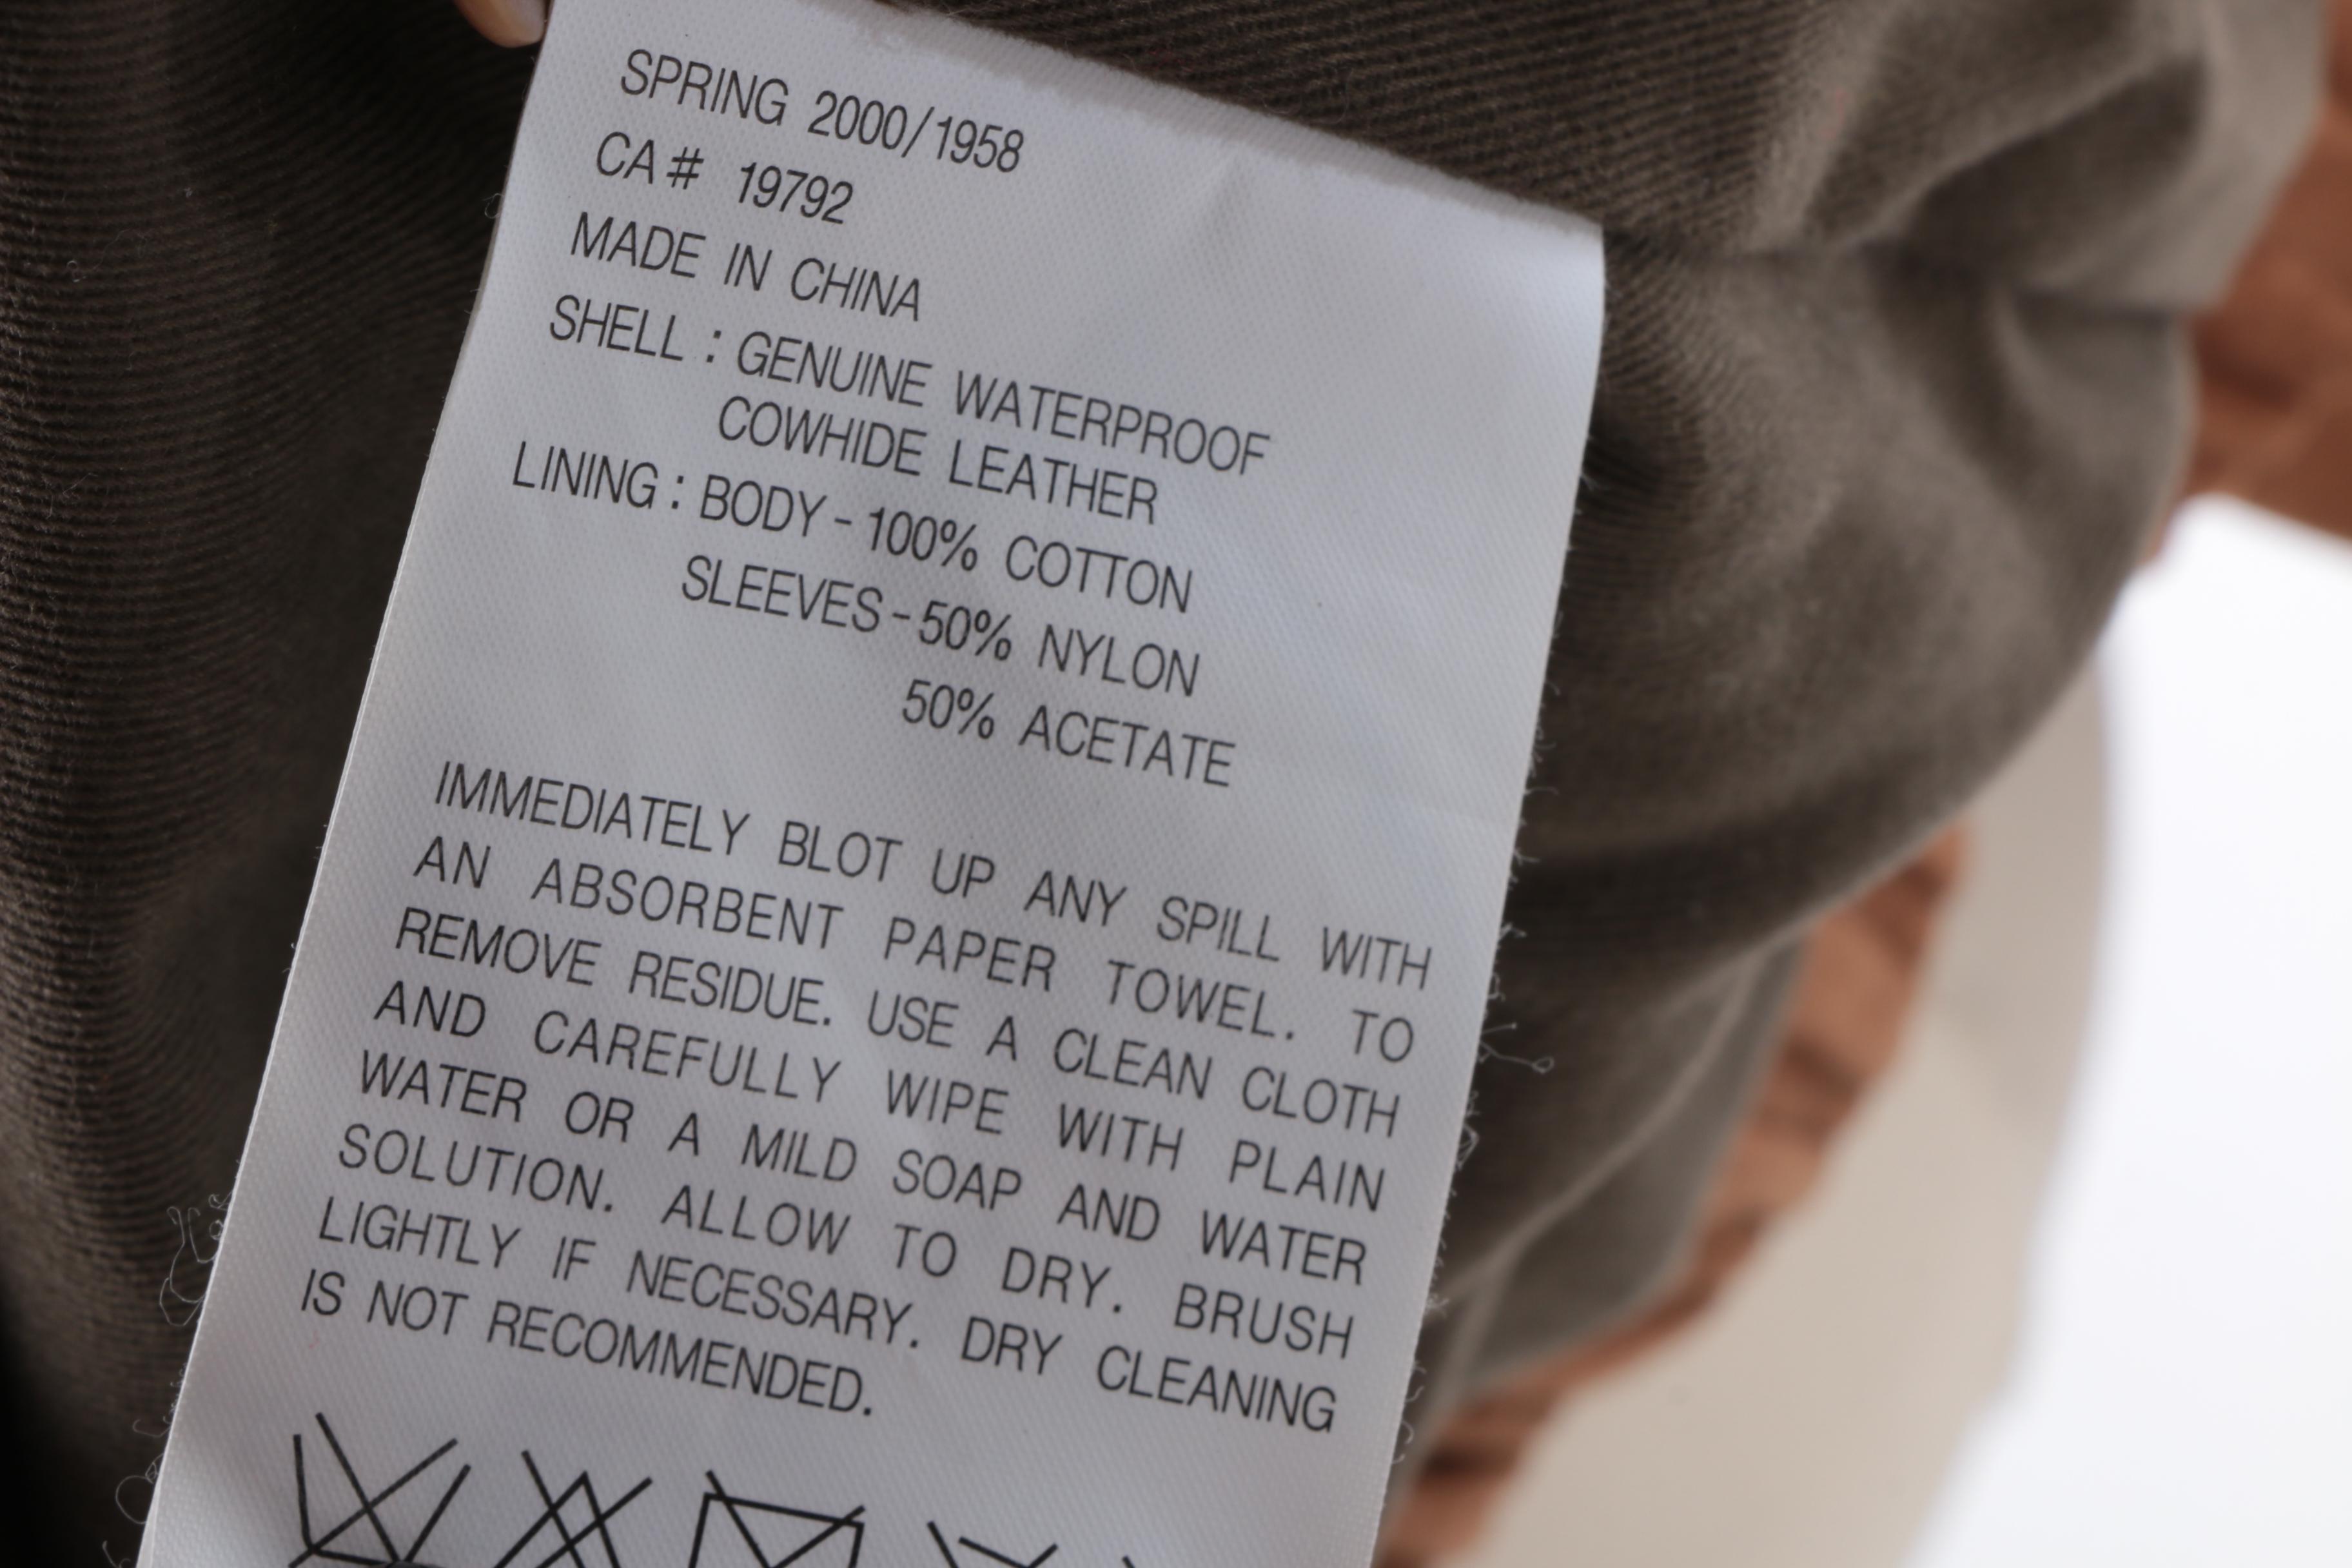 SPRING 2000/1958
CA# 19792
MADE IN CHINA
SHELL : GENUINE WATERPROOF
COWHIDE LEATHER
LINING : BODY - 100% COTTON
SLEEVES - 50% NYLON
50% ACETATE
IMMEDIATELY BLOT UP ANY SPILL WITH
AN ABSORBENT PAPER TOWEL. TO
REMOVE RESIDUE. USE A CLEAN CLOTH
AND CAREFULLY WIPE WITH PLAIN
WATER OR A MILD SOAP AND WATER
SOLUTION. ALLOW TO DRY. BRUSH
LIGHTLY IF NECESSARY. DRY CLEANING
IS NOT RECOMMENDED.